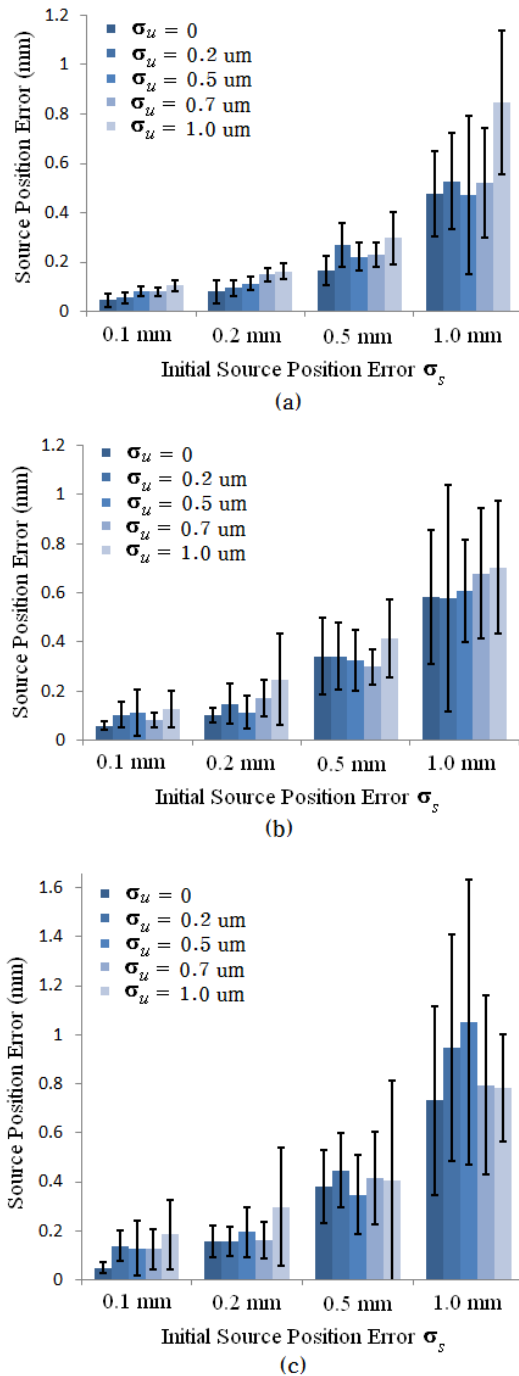 1.2
1
0.8
0.6
0.4
0.2
0
Source Position Error (mm)
σu = 0
σu = 0.2 um
σu = 0.5 um
σu = 0.7 um
σu = 1.0 um
0.1 mm 0.2 mm 0.5 mm 1.0 mm
Initial Source Position Error σs
(a)
1.2
1
0.8
0.6
0.4
0.2
0
Source Position Error (mm)
σu = 0
σu = 0.2 um
σu = 0.5 um
σu = 0.7 um
σu = 1.0 um
0.1 mm 0.2 mm 0.5 mm 1.0 mm
Initial Source Position Error σs
(b)
1.6
1.4
1.2
1
0.8
0.6
0.4
0.2
0
Source Position Error (mm)
σu = 0
σu = 0.2 um
σu = 0.5 um
σu = 0.7 um
σu = 1.0 um
0.1 mm 0.2 mm 0.5 mm 1.0 mm
Initial Source Position Error σs
(c)